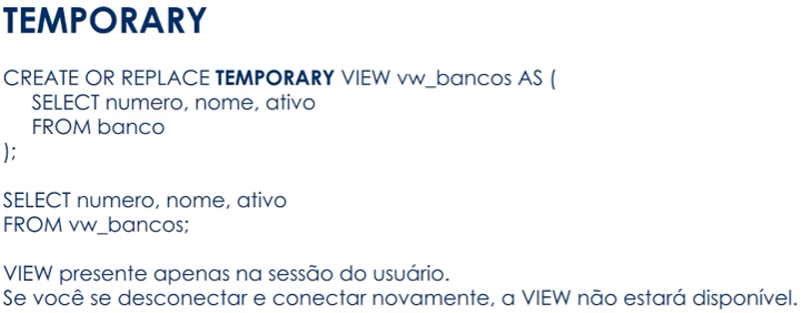 TEMPORARY
CREATE OR REPLACE TEMPORARY VIEW vw_bancos AS (
SELECT numero, nome, ativo
FROM banco
);
SELECT numero, nome, ativo
FROM vw_bancos;
VIEW presente apenas na sessão do usuário.
Se você se desconectar e conectar novamente, a VIEW não estará disponível.